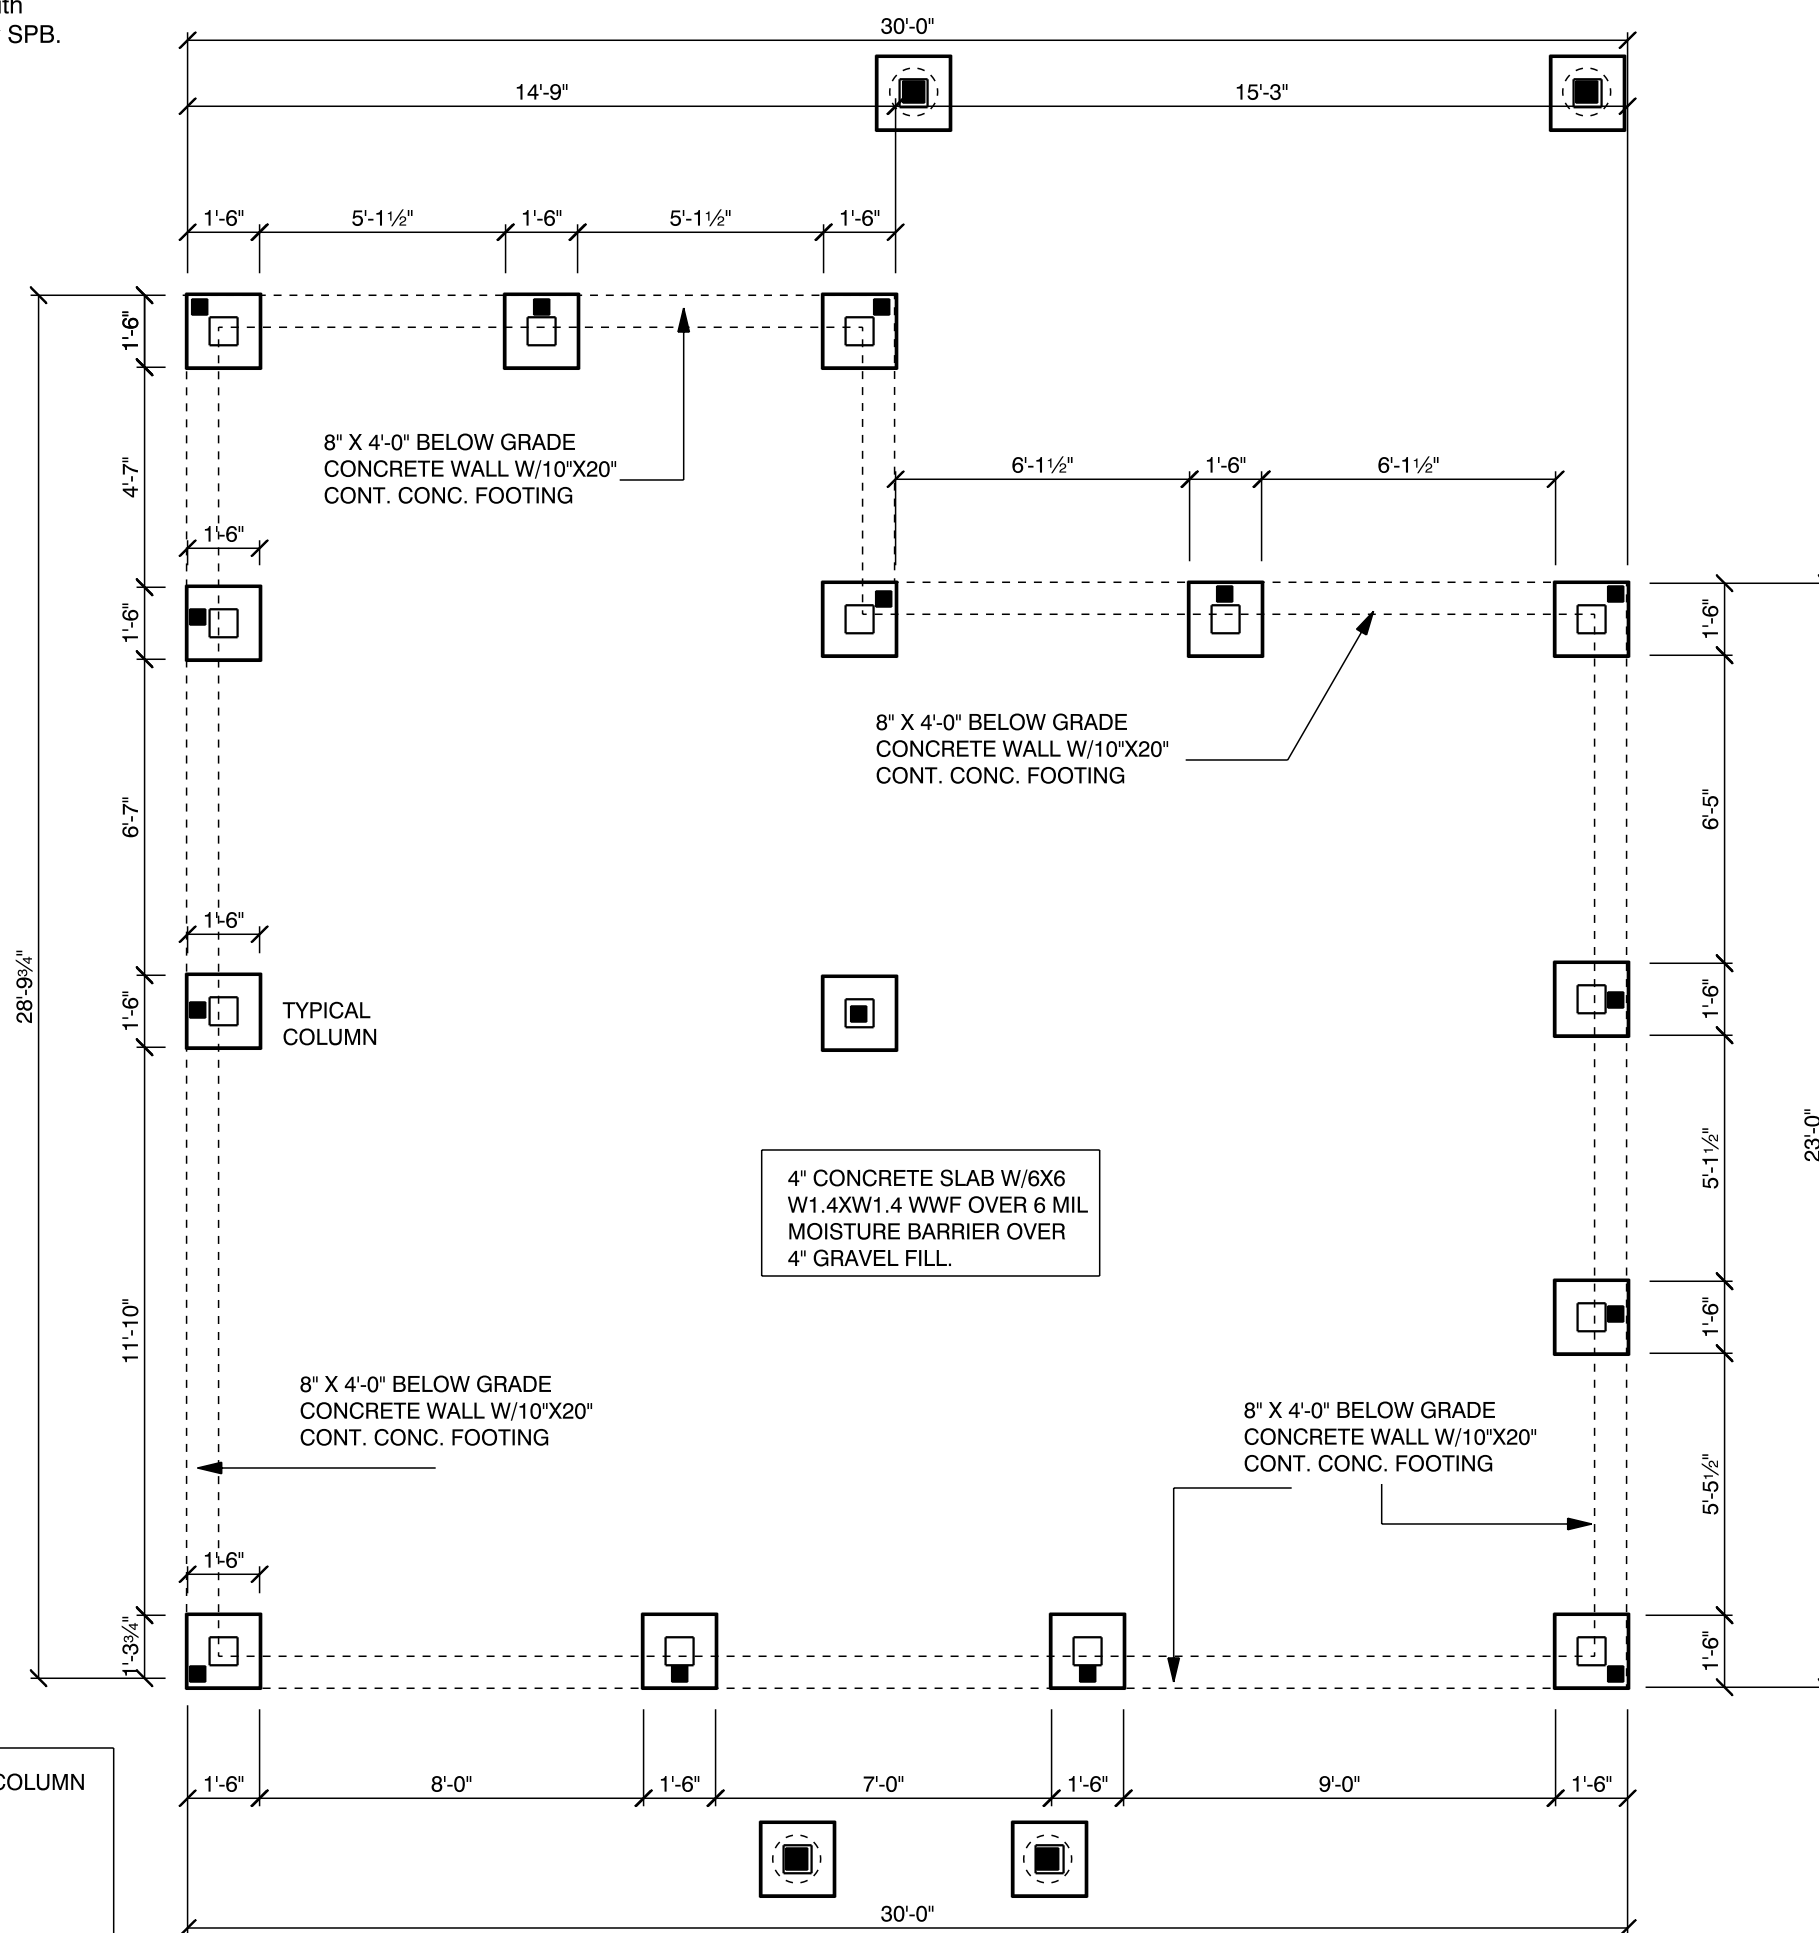 ith
SPB.
30'-0"
14'-9"
15'-3"
1'-6"
5'-1½"
1'-6"
5'-1½"
1'-6"
1'-6"
8" X 4'-0" BELOW GRADE
CONCRETE WALL W/10"X20"
CONT. CONC. FOOTING
4'-7"
6'-1½"
1'-6"
6'-1½"
1'-6"
1'-6"
1'-6"
8" X 4'-0" BELOW GRADE
CONCRETE WALL W/10"X20"
CONT. CONC. FOOTING
6'-7"
6'-5"
1'-6"
28'-9¾"
1'-6"
TYPICAL
COLUMN
1'-6"
23'-0"
5'-1½"
4" CONCRETE SLAB W/6X6
W1.4XW1.4 WWF OVER 6 MIL
MOISTURE BARRIER OVER
4" GRAVEL FILL.
11'-10"
1'-6"
8" X 4'-0" BELOW GRADE
CONCRETE WALL W/10"X20"
CONT. CONC. FOOTING
8" X 4'-0" BELOW GRADE
CONCRETE WALL W/10"X20"
CONT. CONC. FOOTING
5'-5½"
1'-6"
1'-3¾"
1'-6"
COLUMN
1'-6"
8'-0"
1'-6"
7'-0"
1'-6"
9'-0"
1'-6"
30'-0"